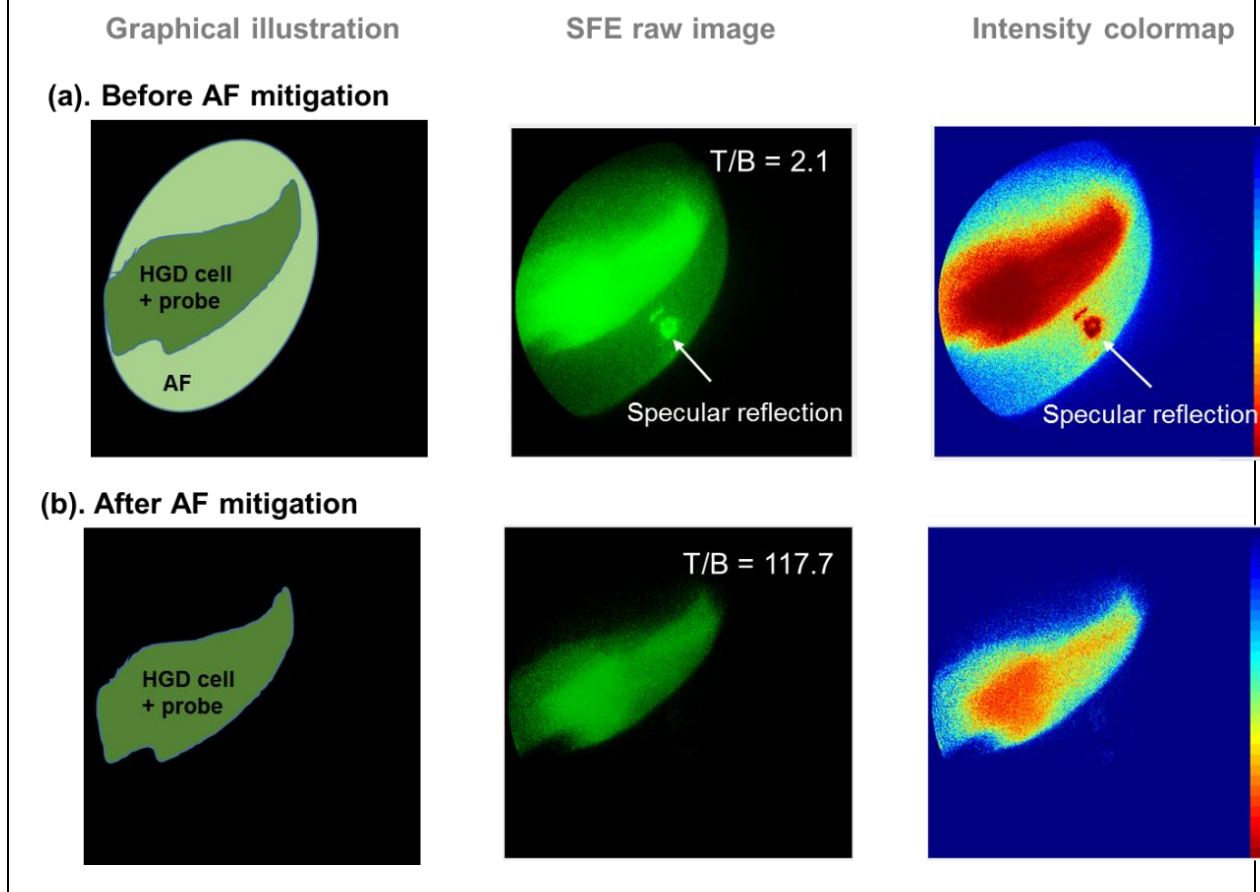 Graphical illustration
SFE raw image
Intensity colormap
(a). Before AF mitigation
HGD cell
+ probe
AF
T/B = 2.1
Specular reflection
Specular reflection
(b). After AF mitigation
HGD cell
+ probe
T/B = 117.7